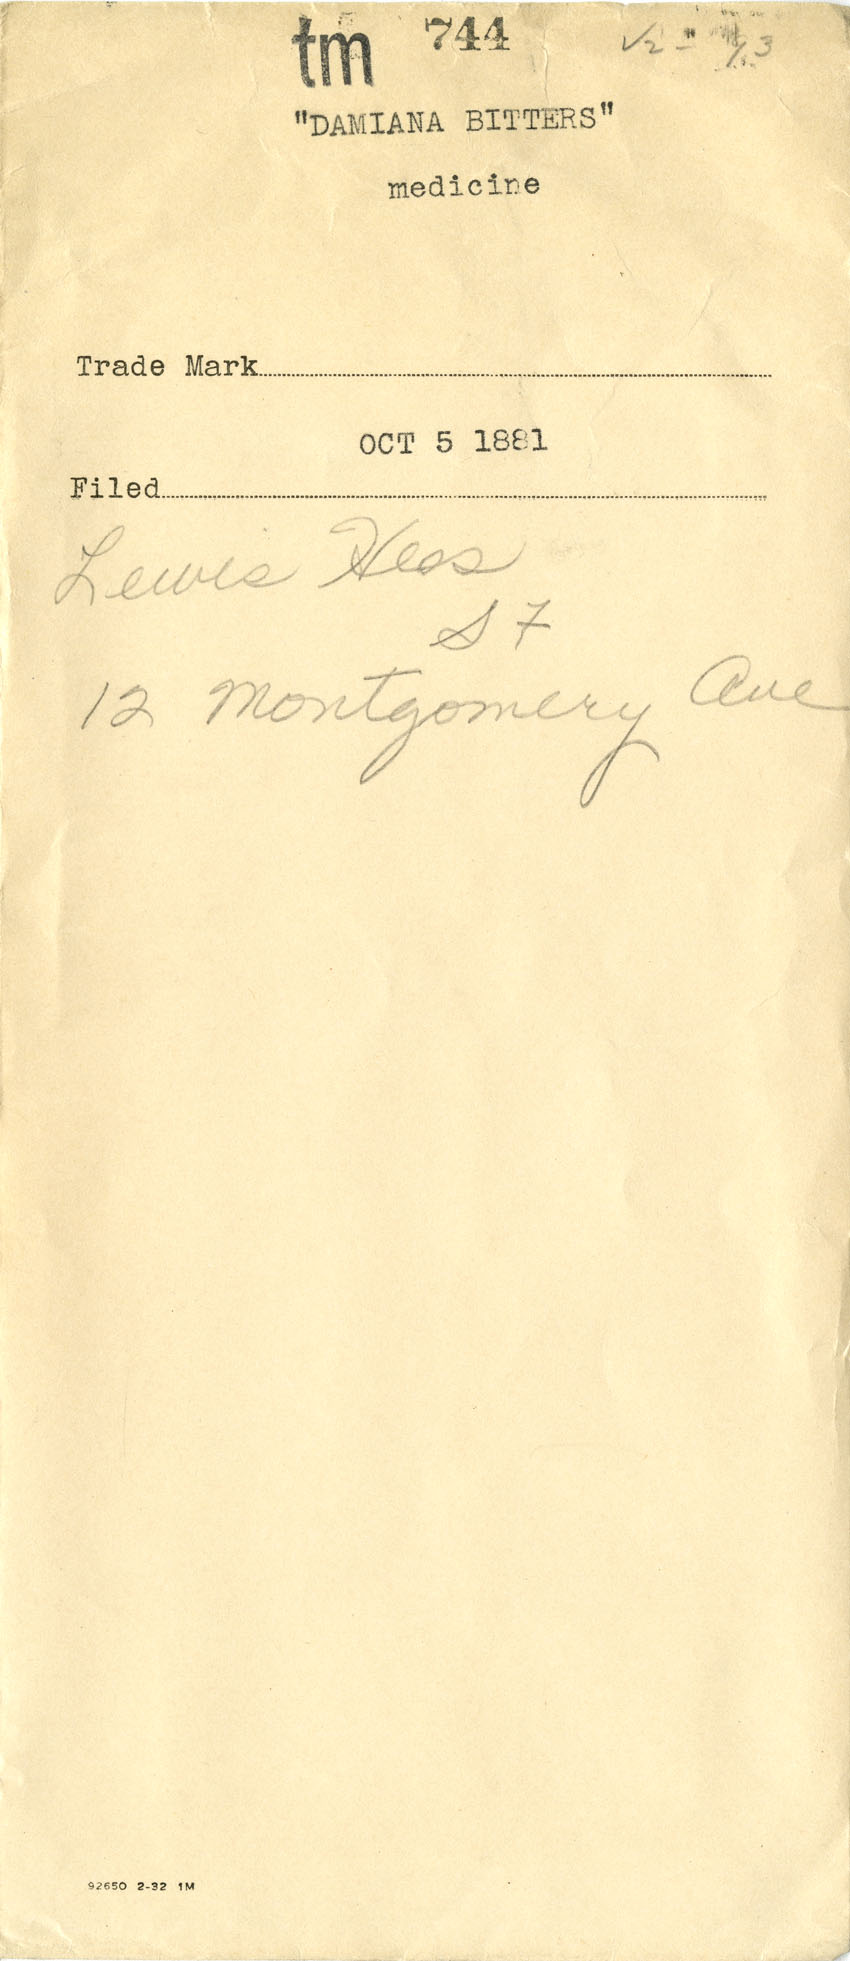 tm 744
"DAMIANA BITTERS"
medicine
Trade Mark
OCT 5 1881
Filed
Lewis Hess
S F
12 Montgomery Ave
92650 2-32 1M